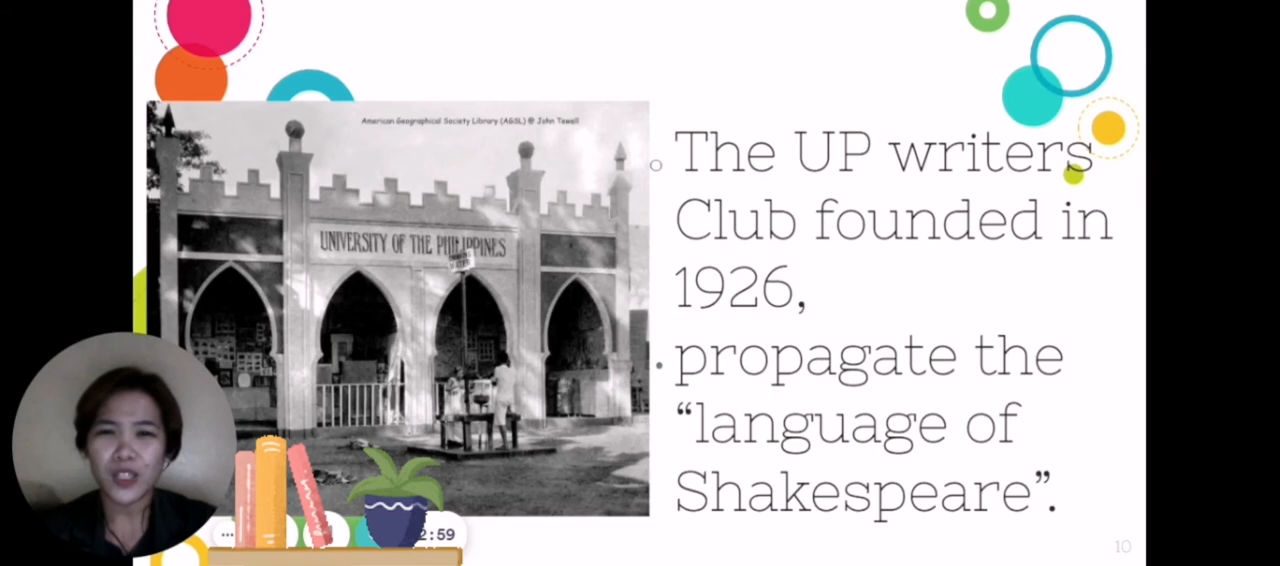 American Geographical Society Library (AGSL) @ John Tewell
UNIVERSITY OF THE PHILIPPINES
The UP writers
Club founded in
1926,
propagate the
“language of
Shakespeare”.
2:59
10